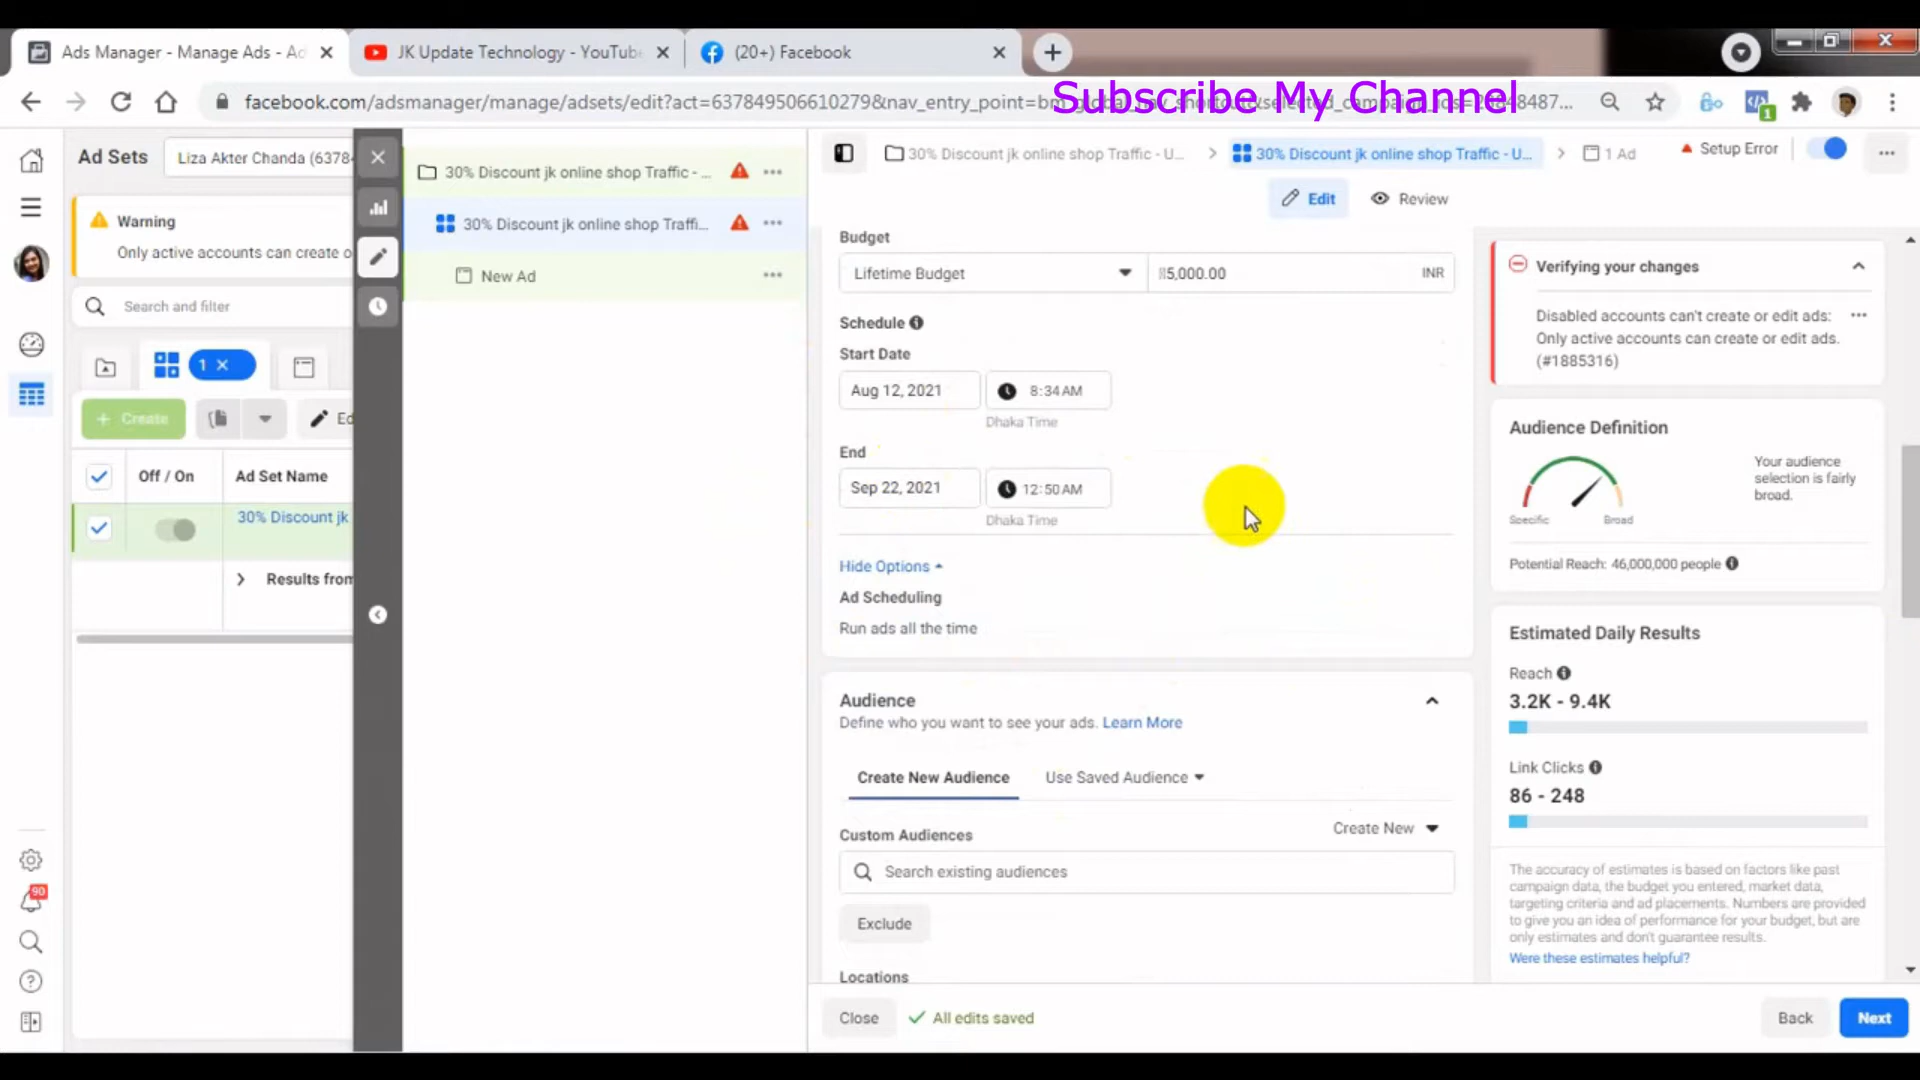 Ads Manager - Manage Ads - Ac
JK Update Technology - YouTube
(20+) Facebook
facebook.com/adsmanager/manage/adsets/edit?act=637849506610279&nav_entry_point=bm_global_nav_shortcut&selected_campaign_ids=
Subscribe My Channel
Ad Sets
Liza Akter Chanda (6378
30% Discount jk online shop Traffic - ...
30% Discount jk online shop Traffic - U...
30% Discount jk online shop Traffic - U...
1 Ad
Setup Error
Edit
Review
Warning
Only active accounts can create o
30% Discount jk online shop Traffi...
New Ad
Search and filter
1
Create
Ed
Off / On
Ad Set Name
30% Discount jk
Results from
90
Budget
Lifetime Budget
5,000.00
INR
Schedule
Start Date
Aug 12, 2021
8:34 AM
Dhaka Time
End
Sep 22, 2021
12:50 AM
Dhaka Time
Hide Options
Ad Scheduling
Run ads all the time
Audience
Define who you want to see your ads. Learn More
Create New Audience
Use Saved Audience
Custom Audiences
Create New
Search existing audiences
Exclude
Locations
Close
All edits saved
Back
Next
Verifying your changes
Disabled accounts can't create or edit ads:
Only active accounts can create or edit ads.
(#1885316)
Audience Definition
Your audience
selection is fairly
broad.
Specific
Broad
Potential Reach: 46,000,000 people
Estimated Daily Results
Reach
3.2K - 9.4K
Link Clicks
86 - 248
The accuracy of estimates is based on factors like past
campaign data, the budget you entered, market data,
targeting criteria and ad placements. Numbers are provided
to give you an idea of performance for your budget, but are
only estimates and don't guarantee results.
Were these estimates helpful?